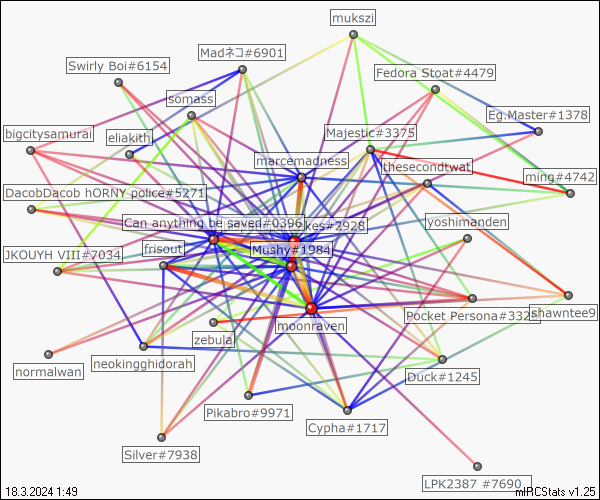 mukszi
Madネコ#6901
Swirly Boi#6154
Fedora Stoat#4479
somass
Eg.Master#1378
bigcitysamurai
eliakith
Majestic#3375
marcemadness
thesecondtwat
ming#4742
DacobDacob hORNY police#5271
Can anything be saved#0396
kes#2928
yoshimanden
JKOUYH VIII#7034
frisout
Mushy#1984
moonraven
Pocket Persona#332
shawntee9
zebula
normalwan
neokingghidorah
Duck#1245
Pikabro#9971
Cypha#1717
Silver#7938
LPK2387 #7690
18.3.2024 1:49
mIRCStats v1.25